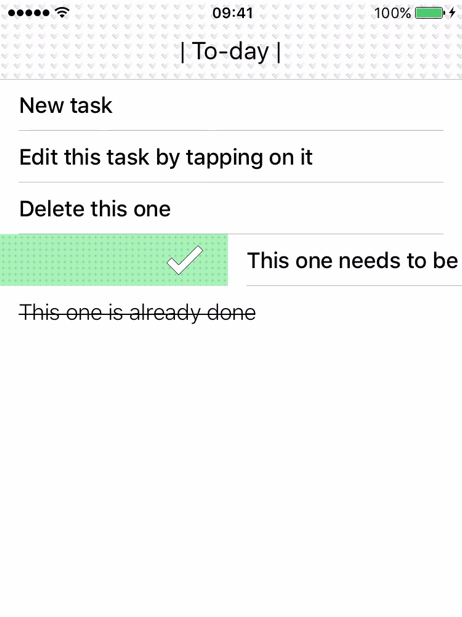 09:41
100%
| To-day |
New task
Edit this task by tapping on it
Delete this one
This one needs to be
This one is already done